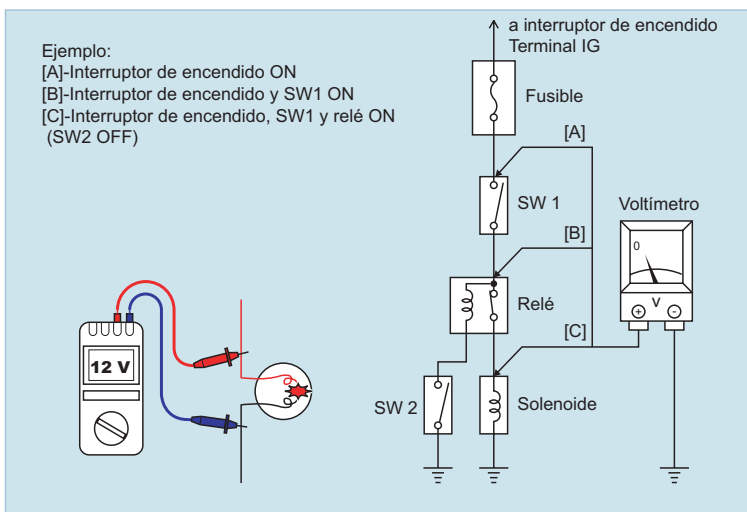 Ejemplo:
[A]-Interruptor de encendido ON
[B]-Interruptor de encendido y SW1 ON
[C]-Interruptor de encendido, SW1 y relé ON
(SW2 OFF)
a interruptor de encendido
Terminal IG
Fusible
[A]
SW 1
Voltímetro
[B]
0
V
+ -
Relé
[C]
12 V
SW 2
Solenoide